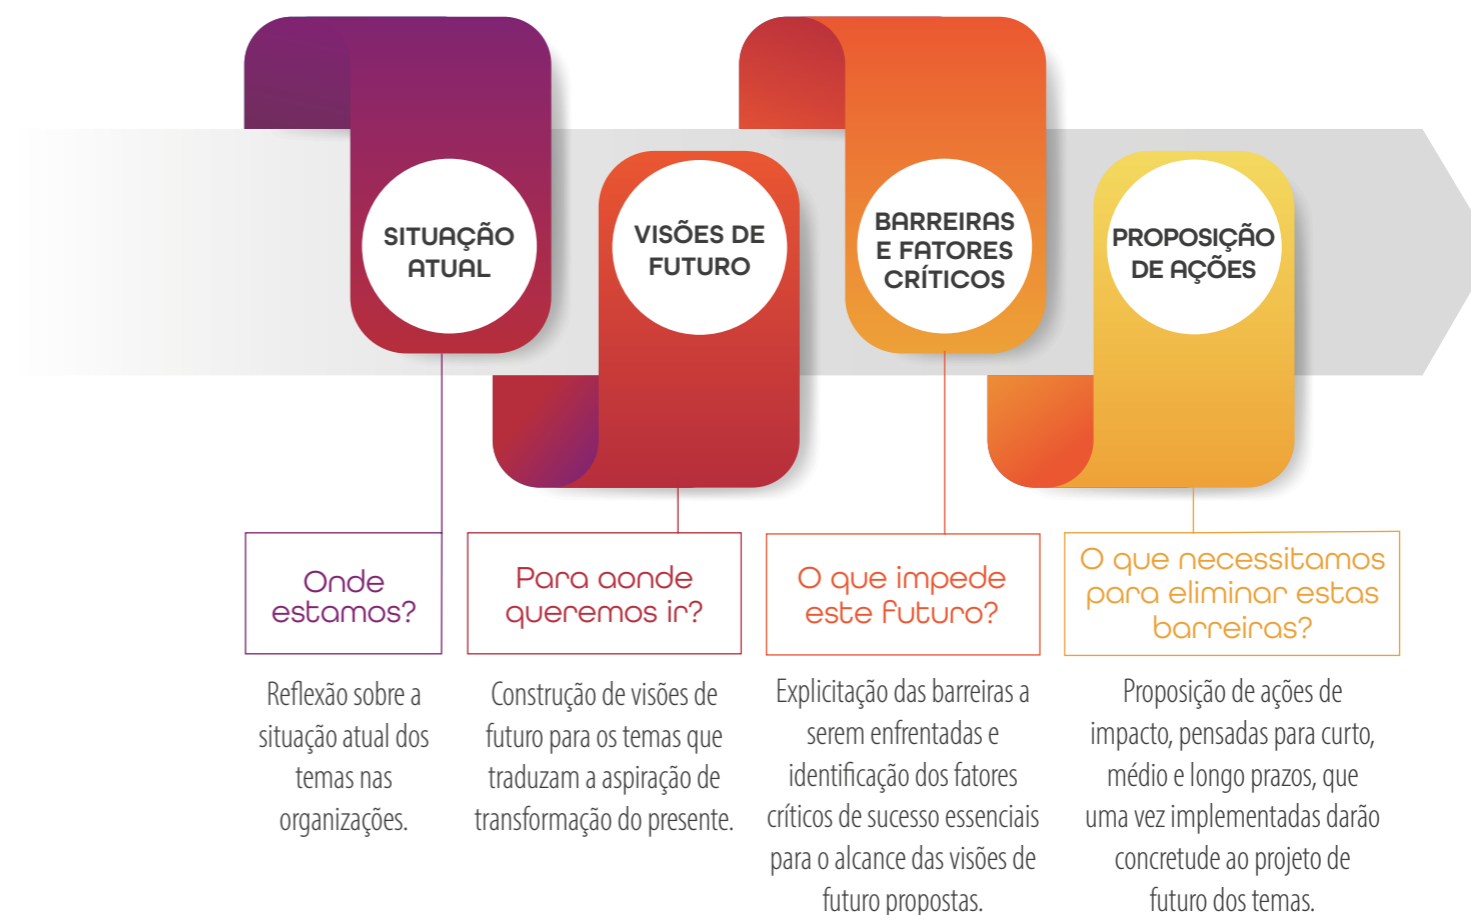 SITUAÇÃO
ATUAL
VISÕES DE
FUTURO
BARREIRAS
E FATORES
CRÍTICOS
PROPOSIÇÃO
DE AÇÕES
Onde
estamos?
Reflexão sobre a
situação atual dos
temas nas
organizações.
Para aonde
queremos ir?
Construção de visões de
futuro para os temas que
traduzam a aspiração de
transformação do presente.
O que impede
este futuro?
Explicitação das barreiras a
serem enfrentadas e
identificação dos fatores
críticos de sucesso essenciais
para o alcance das visões de
futuro propostas.
O que necessitamos
para eliminar estas
barreiras?
Proposição de ações de
impacto, pensadas para curto,
médio e longo prazos, que
uma vez implementadas darão
concretude ao projeto de
futuro dos temas.